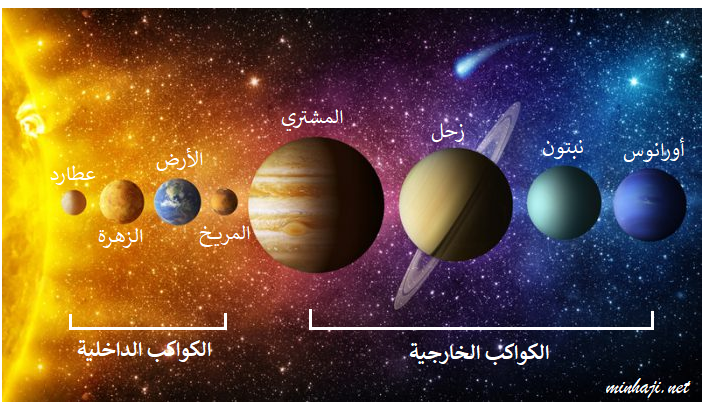 المشتري
زحل
نبتون
أورانوس
الأرض
عطارد
الزهرة
المريخ
الكواكب الداخلية
الكواكب الخارجية
minhaji.net